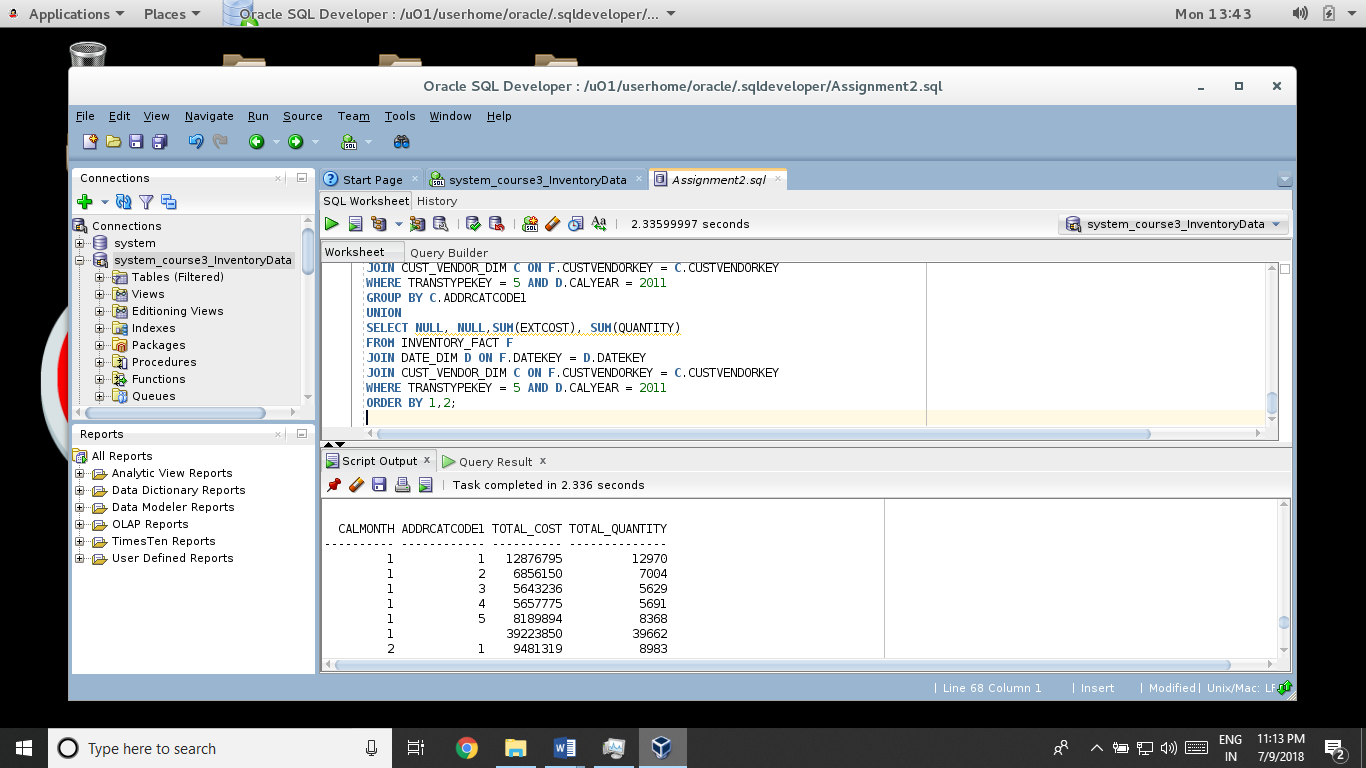 Applications Places Oracle SQL Developer : /uO1/userhome/oracle/.sqldeveloper/... Mon 13:43
Oracle SQL Developer : /uO1/userhome/oracle/.sqldeveloper/Assignment2.sql
File Edit View Navigate Run Source Team Tools Window Help
Connections
Connections
system
system_course3_InventoryData
Tables (Filtered)
Views
Editioning Views
Indexes
Packages
Procedures
Functions
Queues
Reports
All Reports
Analytic View Reports
Data Dictionary Reports
Data Modeler Reports
OLAP Reports
TimesTen Reports
User Defined Reports
Start Page system_course3_InventoryData Assignment2.sql
SQL Worksheet History
2.33599997 seconds system_course3_InventoryData
Worksheet Query Builder
JOIN CUST_VENDOR_DIM C ON F.CUSTVENDORKEY = C.CUSTVENDORKEY
WHERE TRANSTYPEKEY = 5 AND D.CALYEAR = 2011
GROUP BY C.ADDRCATCODE1
UNION
SELECT NULL, NULL,SUM(EXTCOST), SUM(QUANTITY)
FROM INVENTORY_FACT F
JOIN DATE_DIM D ON F.DATEKEY = D.DATEKEY
JOIN CUST_VENDOR_DIM C ON F.CUSTVENDORKEY = C.CUSTVENDORKEY
WHERE TRANSTYPEKEY = 5 AND D.CALYEAR = 2011
ORDER BY 1,2;
Script Output x Query Result x
Task completed in 2.336 seconds
CALMONTH ADDRCATCODE1 TOTAL_COST TOTAL_QUANTITY
---------- ------------ ---------- --------------
1 1 12876795 12970
1 2 6856150 7004
1 3 5643236 5629
1 4 5657775 5691
1 5 8189894 8368
1 39223850 39662
2 1 9481319 8983
| Line 68 Column 1 | Insert | Modified| Unix/Mac: LF
Type here to search
ENG 11:13 PM
IN 7/9/2018 2